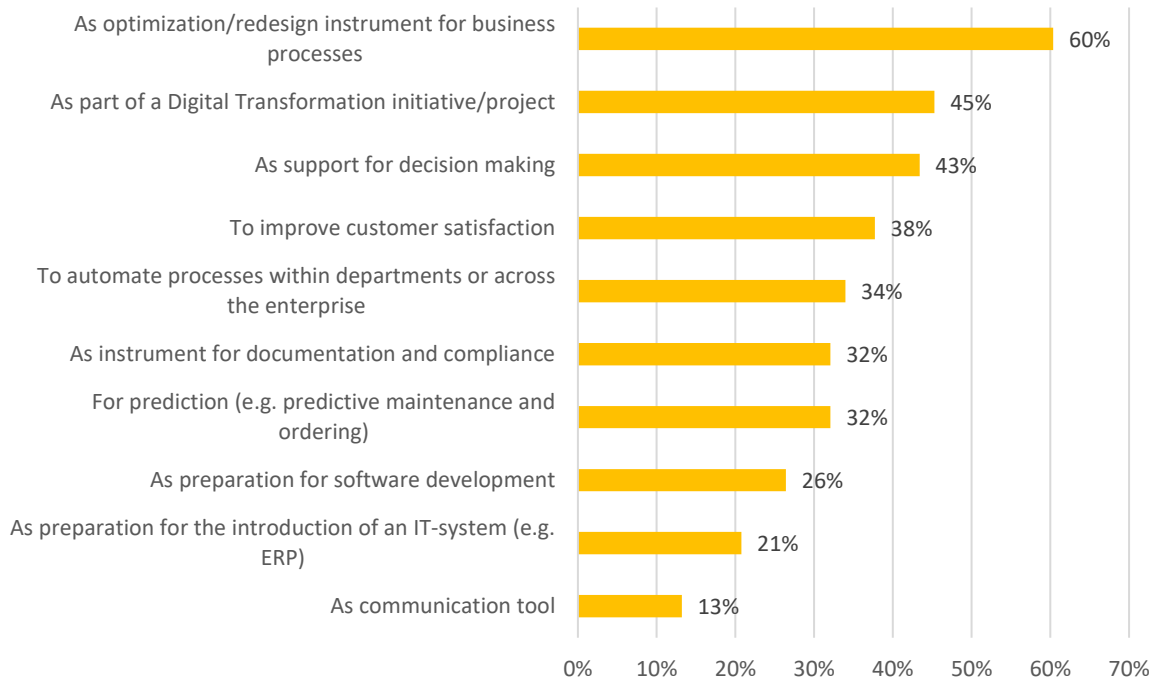 As optimization/redesign instrument for business
processes
60%
As part of a Digital Transformation initiative/project
45%
As support for decision making
43%
To improve customer satisfaction
38%
To automate processes within departments or across
the enterprise
34%
As instrument for documentation and compliance
32%
For prediction (e.g. predictive maintenance and
ordering)
32%
As preparation for software development
26%
As preparation for the introduction of an IT-system (e.g.
ERP)
21%
As communication tool
13%
0% 10% 20% 30% 40% 50% 60% 70%